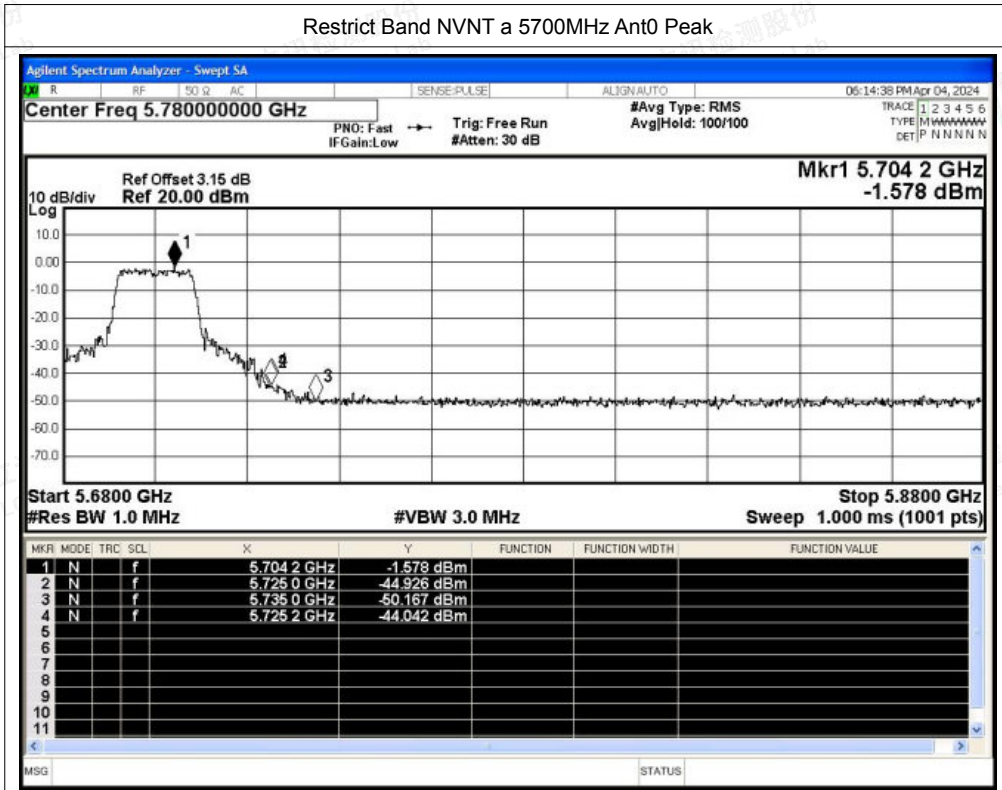 Restrict Band NVNT a 5700MHz Ant0 Peak
Agilent Spectrum Analyzer - Swept SA
R RF 50 Ω AC SENSE:PULSE ALIGN AUTO 06:14:38 PM Apr 04, 2024
Center Freq 5.780000000 GHz #Avg Type: RMS TRACE 1 2 3 4 5 6
PNO: Fast Trig: Free Run Avg|Hold: 100/100 TYPE M
IFGain:Low #Atten: 30 dB DET P N N N N N
Mkr1 5.704 2 GHz
Ref Offset 3.15 dB
10 dB/div Ref 20.00 dBm -1.578 dBm
Log
10.0
1
0.00
-10.0
-20.0
-30.0
-40.0
3
-50.0
-60.0
-70.0
Start 5.6800 GHz Stop 5.8800 GHz
#Res BW 1.0 MHz #VBW 3.0 MHz Sweep 1.000 ms (1001 pts)
MKR MODE TRC SCL X Y FUNCTION FUNCTION WIDTH FUNCTION VALUE
1 N f 5.704 2 GHz -1.578 dBm
2 N f 5.725 0 GHz -44.926 dBm
3 N f 5.735 0 GHz -50.167 dBm
4 N f 5.725 2 GHz -44.042 dBm
5
6
7
8
9
10
11
MSG STATUS